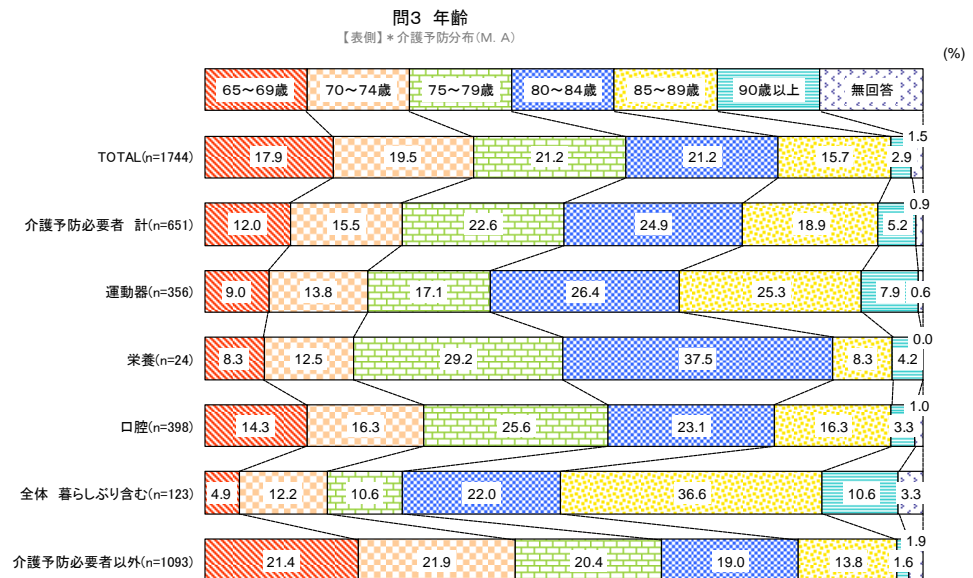 問3 年齢
【表側】*介護予防分布(M. A)
(%)
65～69歳 70～74歳 75～79歳 80～84歳 85～89歳 90歳以上 無回答
1.5
TOTAL(n=1744) 17.9 19.5 21.2 21.2 15.7 2.9
0.9
介護予防必要者 計(n=651) 12.0 15.5 22.6 24.9 18.9 5.2
運動器(n=356) 9.0 13.8 17.1 26.4 25.3 7.9 0.6
0.0
栄養(n=24) 8.3 12.5 29.2 37.5 8.3 4.2
1.0
口腔(n=398) 14.3 16.3 25.6 23.1 16.3 3.3
全体 暮らしぶり含む(n=123) 4.9 12.2 10.6 22.0 36.6 10.6 3.3
1.9
介護予防必要者以外(n=1093) 21.4 21.9 20.4 19.0 13.8 1.6